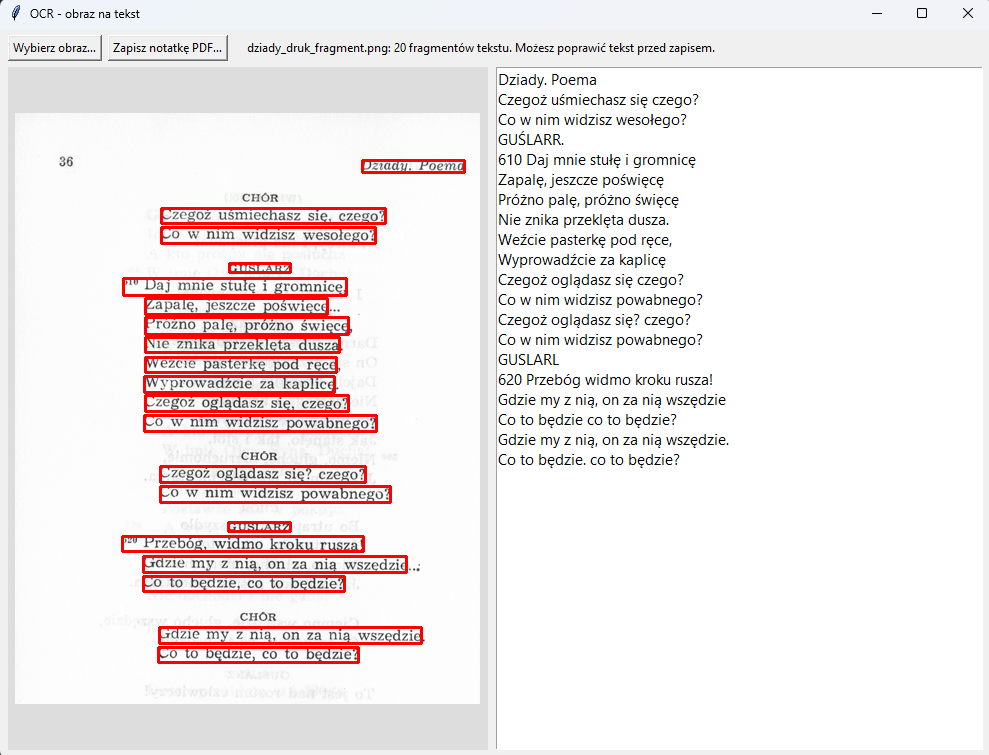 OCR - obraz na tekst
Wybierz obraz... Zapisz notatkę PDF... dziady_druk_fragment.png: 20 fragmentów tekstu. Możesz poprawić tekst przed zapisem.
36 Dziady. Poema
CHÓR
Czegoż uśmiechasz się, czego?
Co w nim widzisz wesołego?
GUŚLARZ
610 Daj mnie stułę i gromnicę,
Zapalę, jeszcze poświęcę...
Próżno palę, próżno święcę,
Nie znika przeklęta dusza.
Weźcie pasterkę pod ręce,
Wyprowadźcie za kaplicę.
Czegoż oglądasz się, czego?
Co w nim widzisz powabnego?
CHÓR
Czegoż oglądasz się? czego?
Co w nim widzisz powabnego?
GUŚLARZ
620 Przebóg, widmo kroku rusza!
Gdzie my z nią, on za nią wszędzie...
Co to będzie, co to będzie?
CHÓR
Gdzie my z nią, on za nią wszędzie.
Co to będzie, co to będzie?
Dziady. Poema
Czegoż uśmiechasz się czego?
Co w nim widzisz wesołego?
GUŚLARR.
610 Daj mnie stułę i gromnicę
Zapalę, jeszcze poświęcę
Próżno palę, próżno święcę
Nie znika przeklęta dusza.
Weźcie pasterkę pod ręce,
Wyprowadźcie za kaplicę
Czegoż oglądasz się czego?
Co w nim widzisz powabnego?
Czegoż oglądasz się? czego?
Co w nim widzisz powabnego?
GUSLARL
620 Przebóg widmo kroku rusza!
Gdzie my z nią, on za nią wszędzie
Co to będzie co to będzie?
Gdzie my z nią, on za nią wszędzie.
Co to będzie. co to będzie?